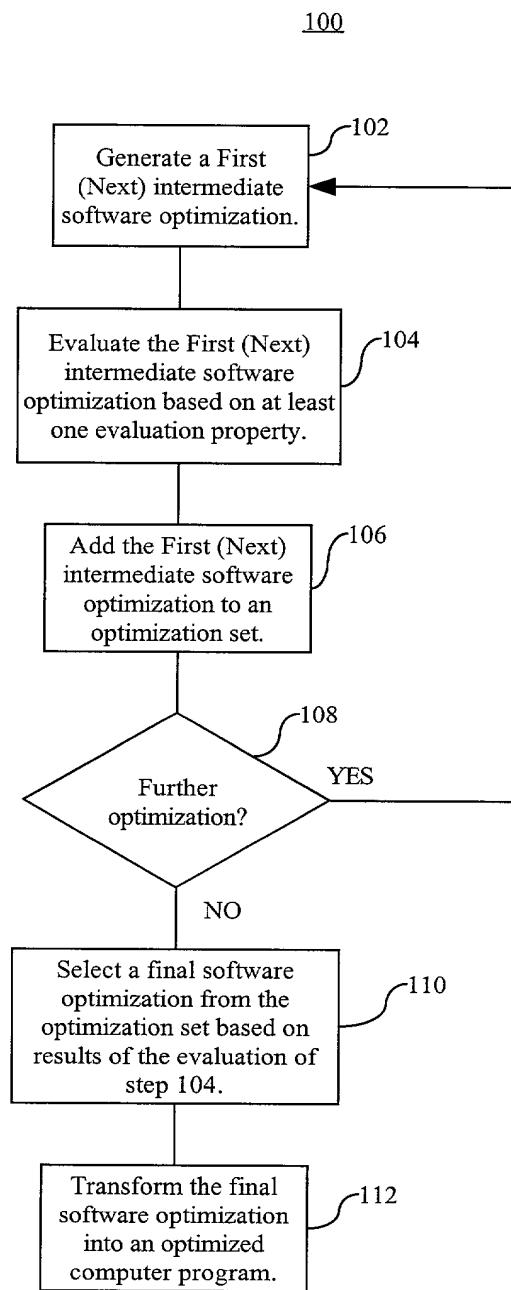 100
102
Generate a First
(Next) intermediate
software optimization.
104
Evaluate the First (Next)
intermediate software
optimization based on at least
one evaluation property.
106
Add the First (Next)
intermediate software
optimization to an
optimization set.
108
Further
optimization?
YES
NO
110
Select a final software
optimization from the
optimization set based on
results of the evaluation of
step 104.
112
Transform the final
software optimization
into an optimized
computer program.